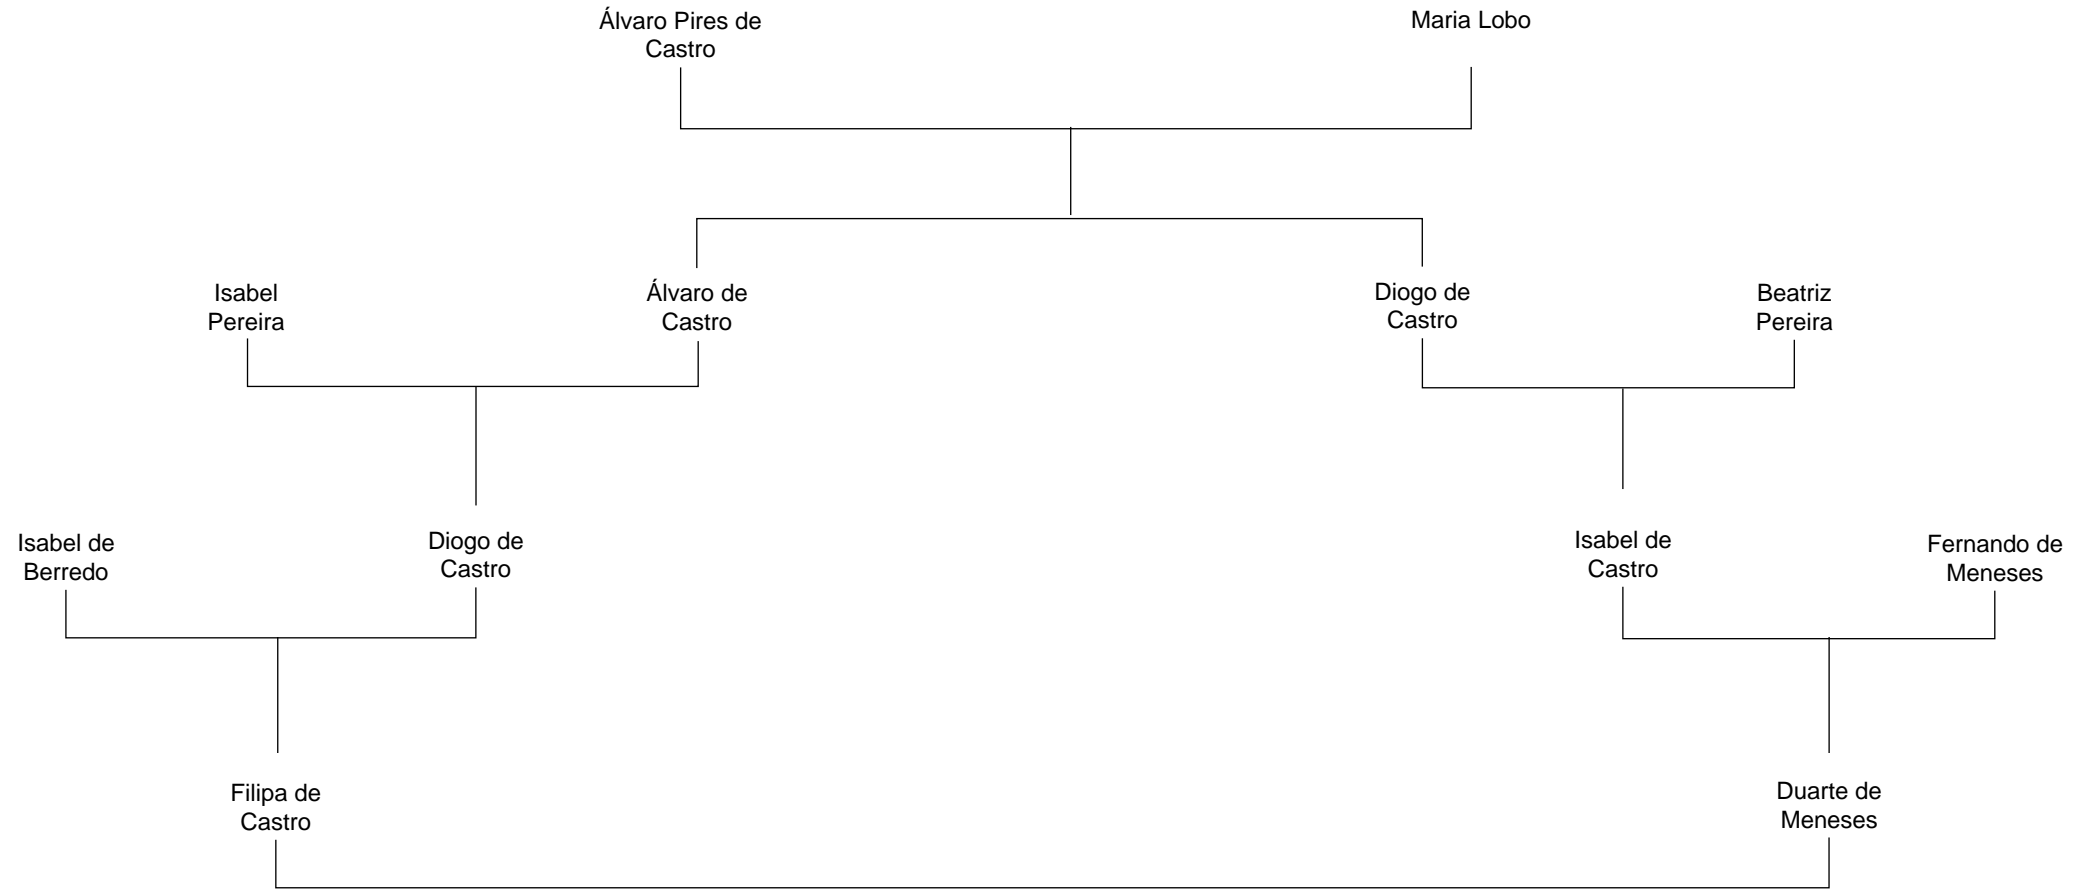 Álvaro Pires de
Castro
Maria Lobo
Isabel
Pereira
Álvaro de
Castro
Diogo de
Castro
Beatriz
Pereira
Isabel de
Berredo
Diogo de
Castro
Isabel de
Castro
Fernando de
Meneses
Filipa de
Castro
Duarte de
Meneses